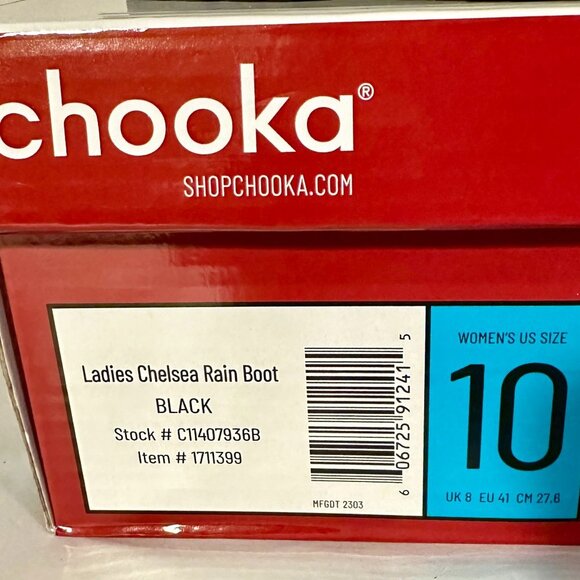 chooka®
SHOPCHOOKA.COM
Ladies Chelsea Rain Boot
BLACK
Stock # C11407936B
Item # 1711399
MFGDT 2303
6 06725 91241 5
WOMEN'S US SIZE
10
UK 8 EU 41 CM 27.6